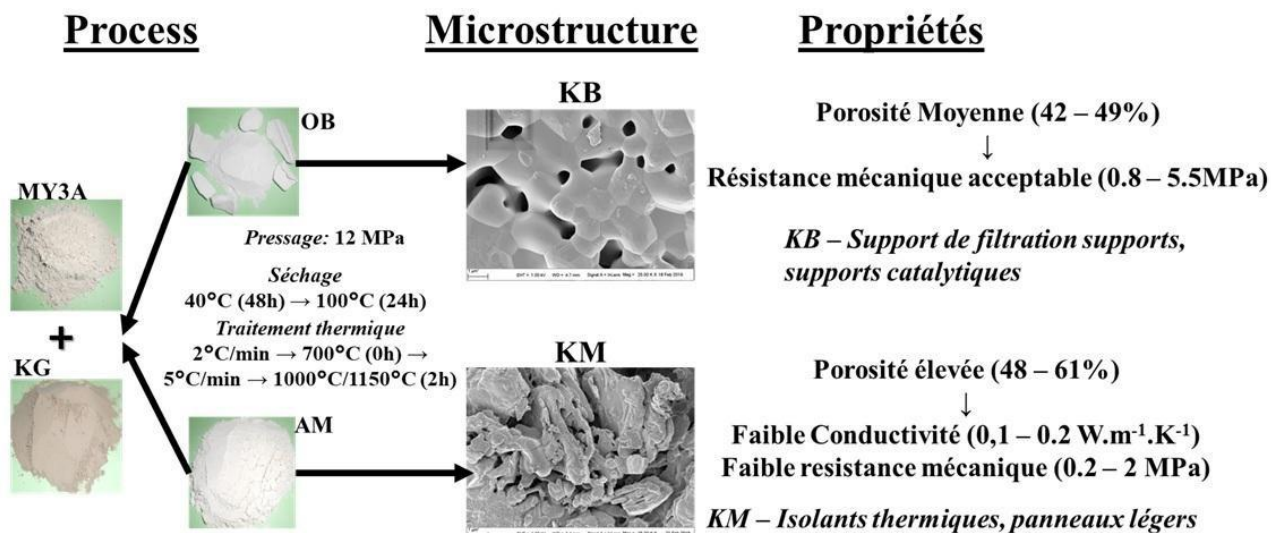 Process
Microstructure
Propriétés
OB
MY3A
+
KG
AM
Pressage: 12 MPa
Séchage
40°C (48h) → 100°C (24h)
Traitement thermique
2°C/min → 700°C (0h) →
5°C/min → 1000°C/1150°C (2h)
KB
KM
Porosité Moyenne (42 – 49%)
↓
Résistance mécanique acceptable (0.8 – 5.5MPa)
KB – Support de filtration supports,
supports catalytiques
Porosité élevée (48 – 61%)
↓
Faible Conductivité (0,1 – 0.2 W.m-1.K-1)
Faible resistance mécanique (0.2 – 2 MPa)
KM – Isolants thermiques, panneaux légers